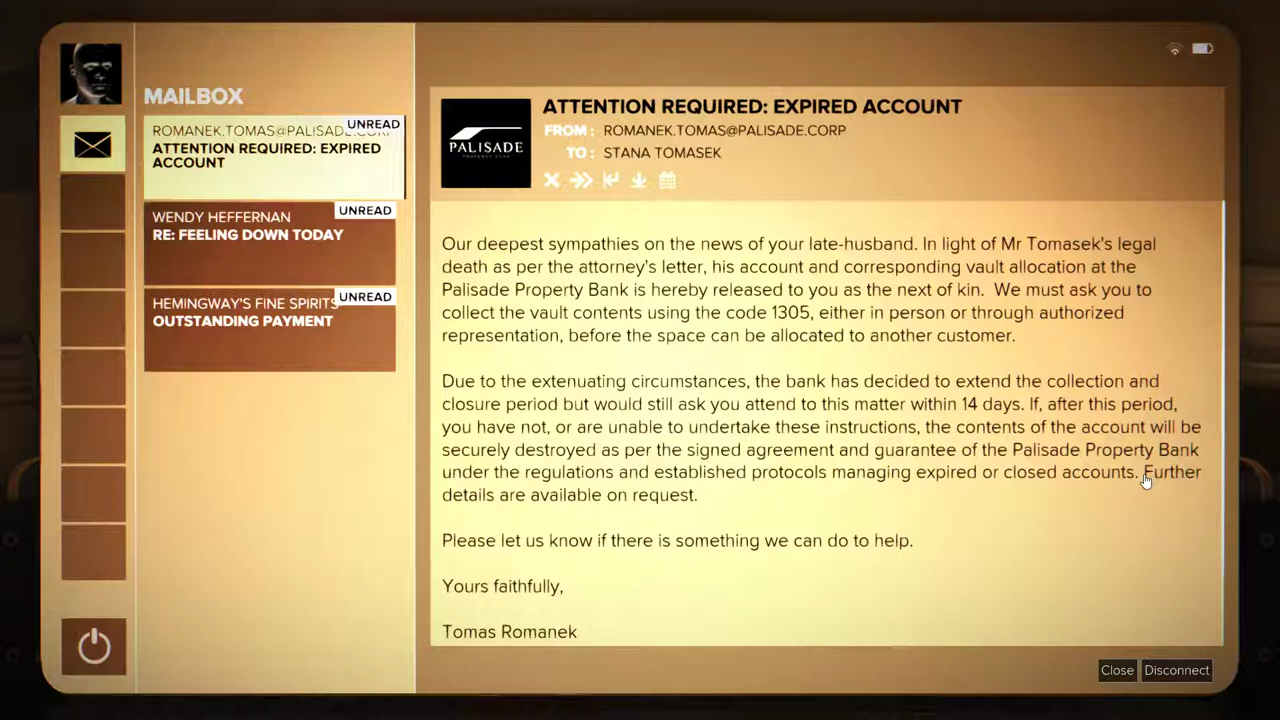 MAILBOX
UNREAD
ROMANEK.TOMAS@PALISADE.CORP
ATTENTION REQUIRED: EXPIRED
ACCOUNT
UNREAD
WENDY HEFFERNAN
RE: FEELING DOWN TODAY
UNREAD
HEMINGWAY'S FINE SPIRITS
OUTSTANDING PAYMENT
PALISADE
PROPERTY BANK
ATTENTION REQUIRED: EXPIRED ACCOUNT
FROM : ROMANEK.TOMAS@PALISADE.CORP
TO : STANA TOMASEK
Our deepest sympathies on the news of your late-husband. In light of Mr Tomasek's legal
death as per the attorney's letter, his account and corresponding vault allocation at the
Palisade Property Bank is hereby released to you as the next of kin. We must ask you to
collect the vault contents using the code 1305, either in person or through authorized
representation, before the space can be allocated to another customer.
Due to the extenuating circumstances, the bank has decided to extend the collection and
closure period but would still ask you attend to this matter within 14 days. If, after this period,
you have not, or are unable to undertake these instructions, the contents of the account will be
securely destroyed as per the signed agreement and guarantee of the Palisade Property Bank
under the regulations and established protocols managing expired or closed accounts. Further
details are available on request.
Please let us know if there is something we can do to help.
Yours faithfully,
Tomas Romanek
Close Disconnect